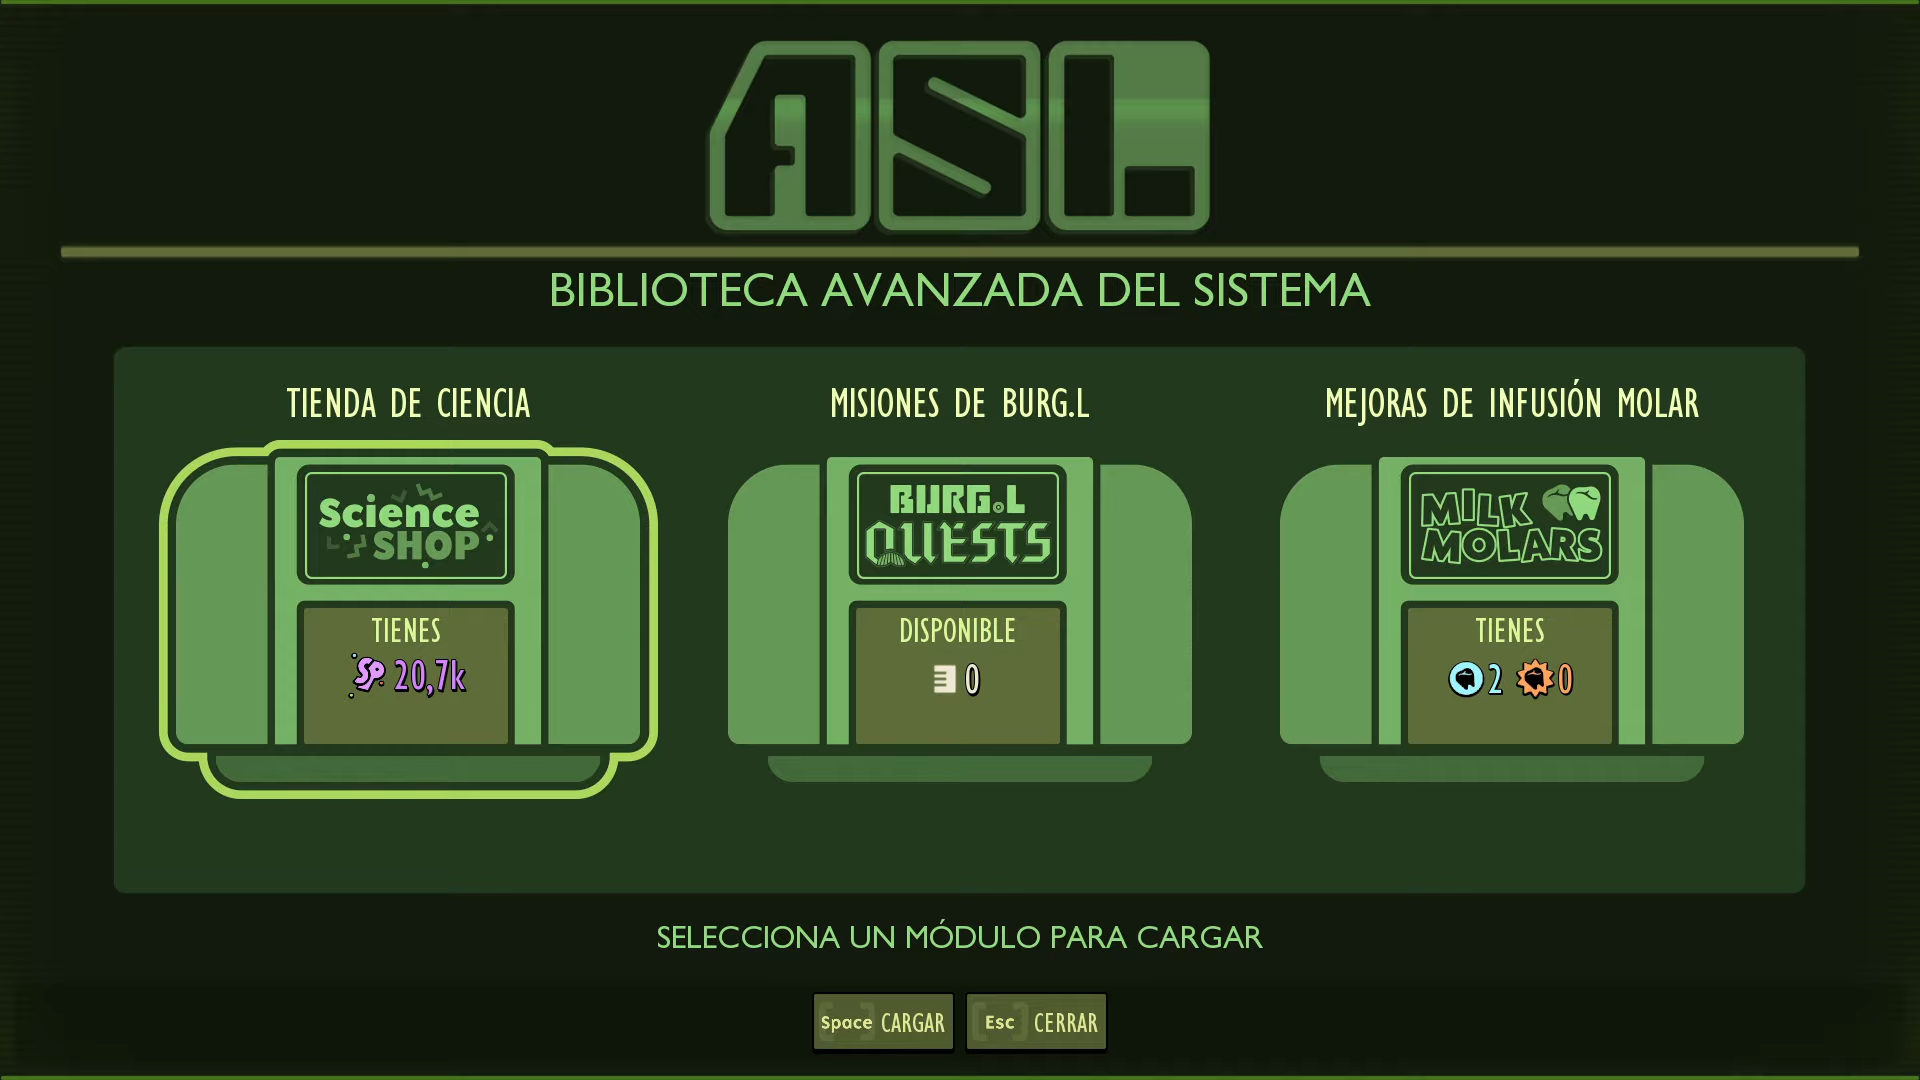 ASL
BIBLIOTECA AVANZADA DEL SISTEMA
TIENDA DE CIENCIA
Science
SHOP
TIENES
SP 20,7k
MISIONES DE BURG.L
BURG.L
QUESTS
DISPONIBLE
0
MEJORAS DE INFUSIÓN MOLAR
MILK
MOLARS
TIENES
2 0
SELECCIONA UN MÓDULO PARA CARGAR
Space CARGAR
Esc CERRAR